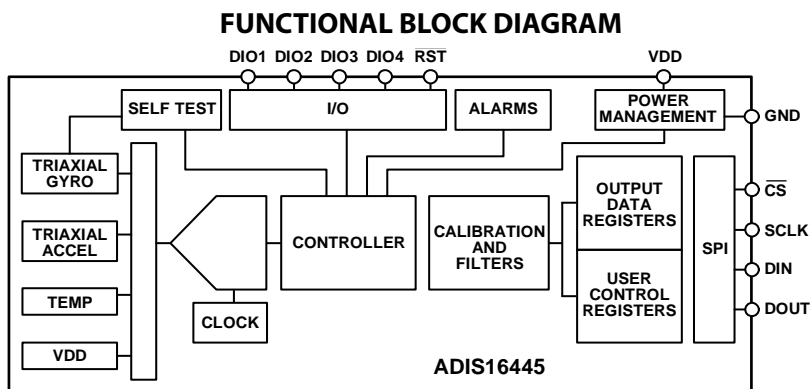 FUNCTIONAL BLOCK DIAGRAM
DIO1 DIO2 DIO3 DIO4 RST VDD
SELF TEST
I/O
ALARMS
POWER
MANAGEMENT
GND
TRIAXIAL
GYRO
TRIAXIAL
ACCEL
TEMP
VDD
CLOCK
CONTROLLER
CALIBRATION
AND
FILTERS
OUTPUT
DATA
REGISTERS
USER
CONTROL
REGISTERS
SPI
CS
SCLK
DIN
DOUT
ADIS16445